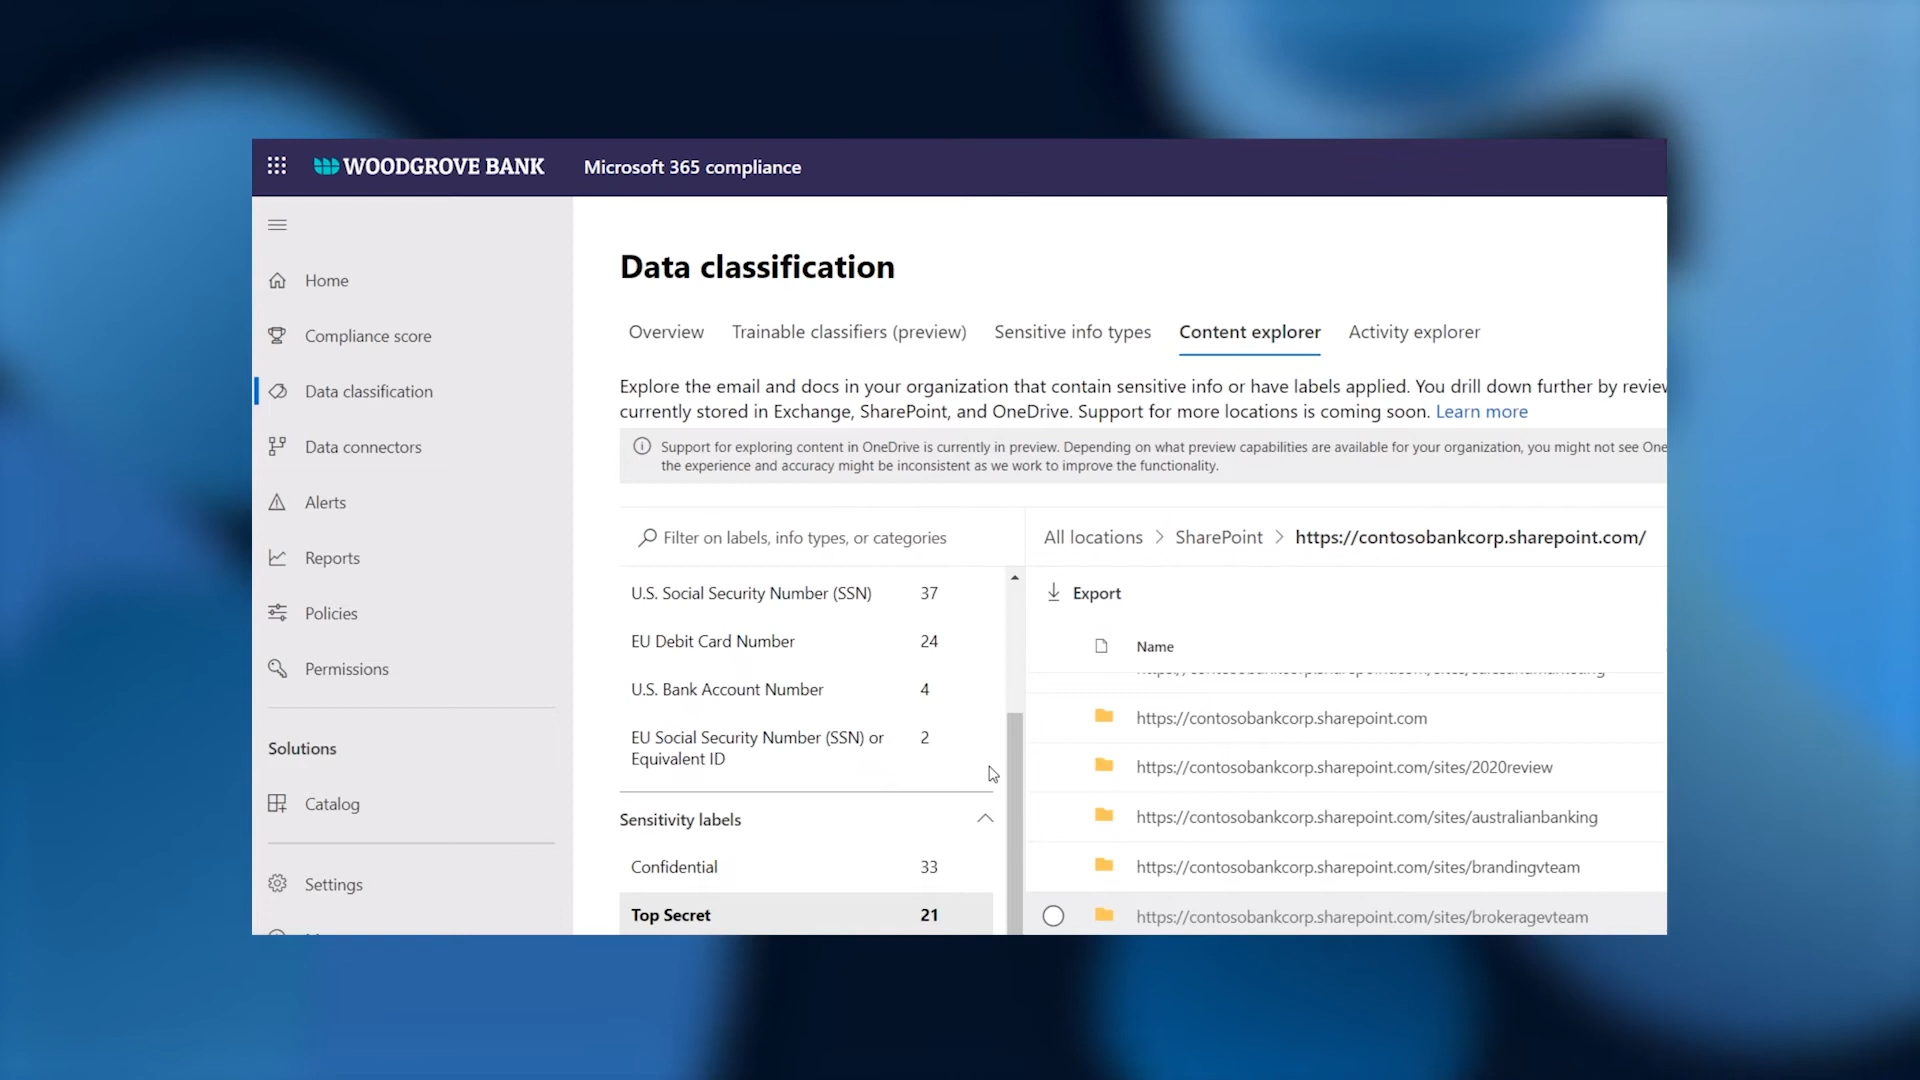 WOODGROVE BANK
Microsoft 365 compliance
Home
Compliance score
Data classification
Data connectors
Alerts
Reports
Policies
Permissions
Solutions
Catalog
Settings
Data classification
Overview
Trainable classifiers (preview)
Sensitive info types
Content explorer
Activity explorer
Explore the email and docs in your organization that contain sensitive info or have labels applied. You drill down further by review
currently stored in Exchange, SharePoint, and OneDrive. Support for more locations is coming soon. Learn more
Support for exploring content in OneDrive is currently in preview. Depending on what preview capabilities are available for your organization, you might not see One
the experience and accuracy might be inconsistent as we work to improve the functionality.
Filter on labels, info types, or categories
U.S. Social Security Number (SSN) 37
EU Debit Card Number 24
U.S. Bank Account Number 4
EU Social Security Number (SSN) or 2
Equivalent ID
Sensitivity labels
Confidential 33
Top Secret 21
All locations > SharePoint > https://contosobankcorp.sharepoint.com/
Export
Name
https://contosobankcorp.sharepoint.com
https://contosobankcorp.sharepoint.com/sites/2020review
https://contosobankcorp.sharepoint.com/sites/australianbanking
https://contosobankcorp.sharepoint.com/sites/brandingvteam
https://contosobankcorp.sharepoint.com/sites/brokeragevteam